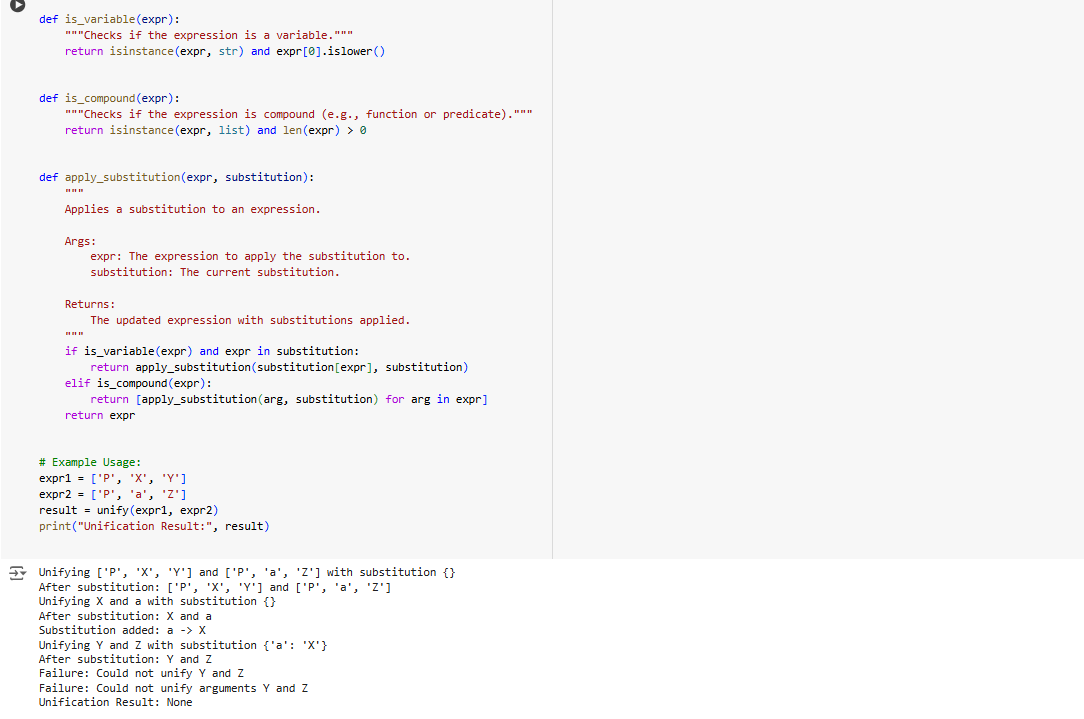 def is_variable(expr):
    """Checks if the expression is a variable."""
    return isinstance(expr, str) and expr[0].islower()
def is_compound(expr):
    """Checks if the expression is compound (e.g., function or predicate)."""
    return isinstance(expr, list) and len(expr) > 0
def apply_substitution(expr, substitution):
    """
    Applies a substitution to an expression.
    Args:
        expr: The expression to apply the substitution to.
        substitution: The current substitution.
    Returns:
        The updated expression with substitutions applied.
    """
    if is_variable(expr) and expr in substitution:
        return apply_substitution(substitution[expr], substitution)
    elif is_compound(expr):
        return [apply_substitution(arg, substitution) for arg in expr]
    return expr
# Example Usage:
expr1 = ['P', 'X', 'Y']
expr2 = ['P', 'a', 'Z']
result = unify(expr1, expr2)
print("Unification Result:", result)
Unifying ['P', 'X', 'Y'] and ['P', 'a', 'Z'] with substitution {}
After substitution: ['P', 'X', 'Y'] and ['P', 'a', 'Z']
Unifying X and a with substitution {}
After substitution: X and a
Substitution added: a -> X
Unifying Y and Z with substitution {'a': 'X'}
After substitution: Y and Z
Failure: Could not unify Y and Z
Failure: Could not unify arguments Y and Z
Unification Result: None